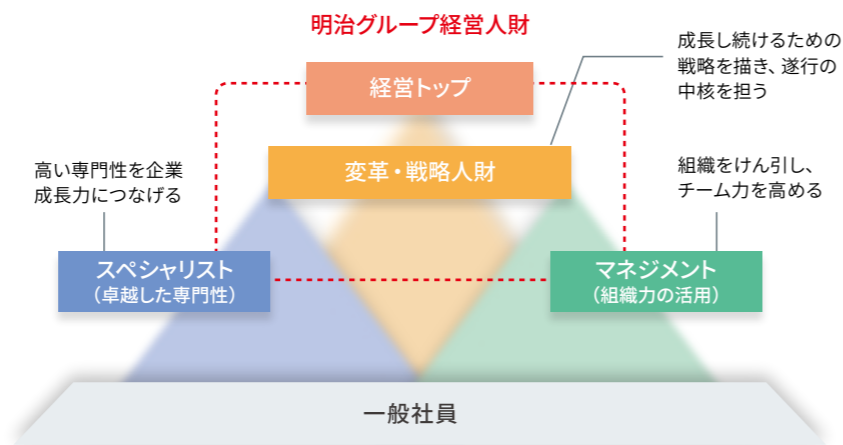 明治グループ経営人財
経営トップ
成長し続けるための
戦略を描き、遂行の
中核を担う
変革・戦略人財
高い専門性を企業
成長力につなげる
組織をけん引し、
チーム力を高める
スペシャリスト
（卓越した専門性）
マネジメント
（組織力の活用）
一般社員